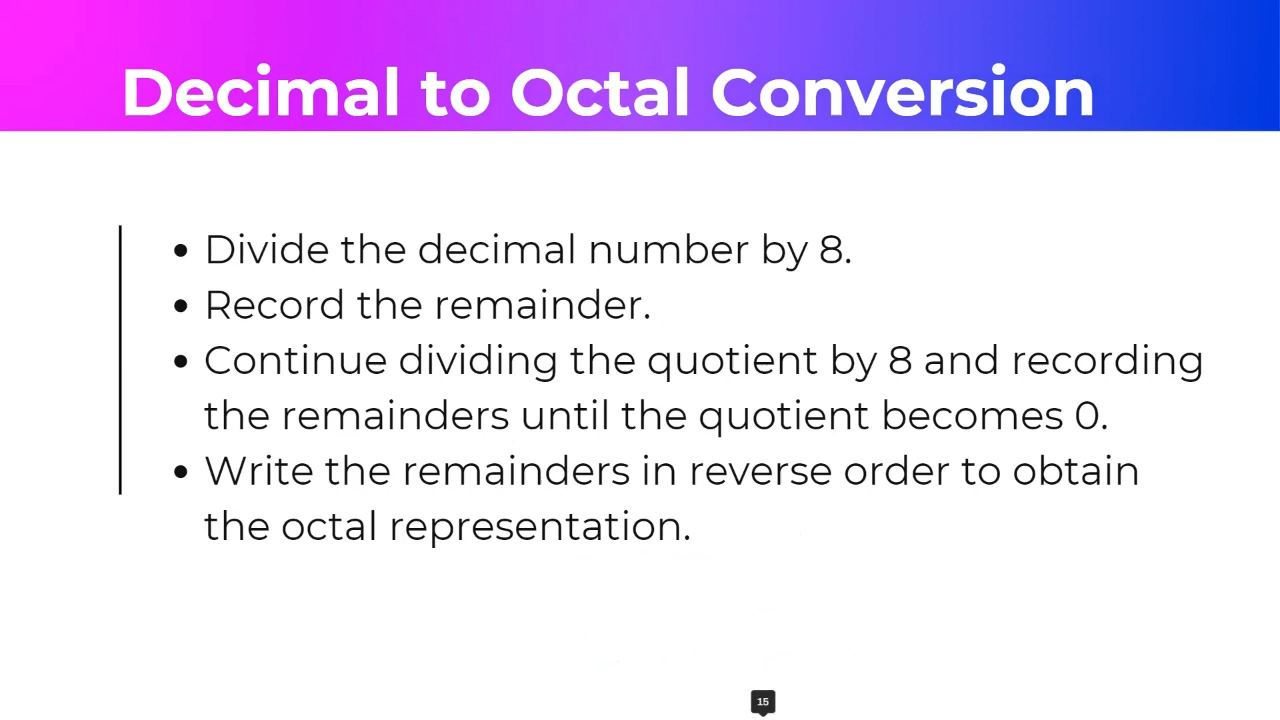 Decimal to Octal Conversion
• Divide the decimal number by 8.
• Record the remainder.
• Continue dividing the quotient by 8 and recording
the remainders until the quotient becomes 0.
• Write the remainders in reverse order to obtain
the octal representation.
15